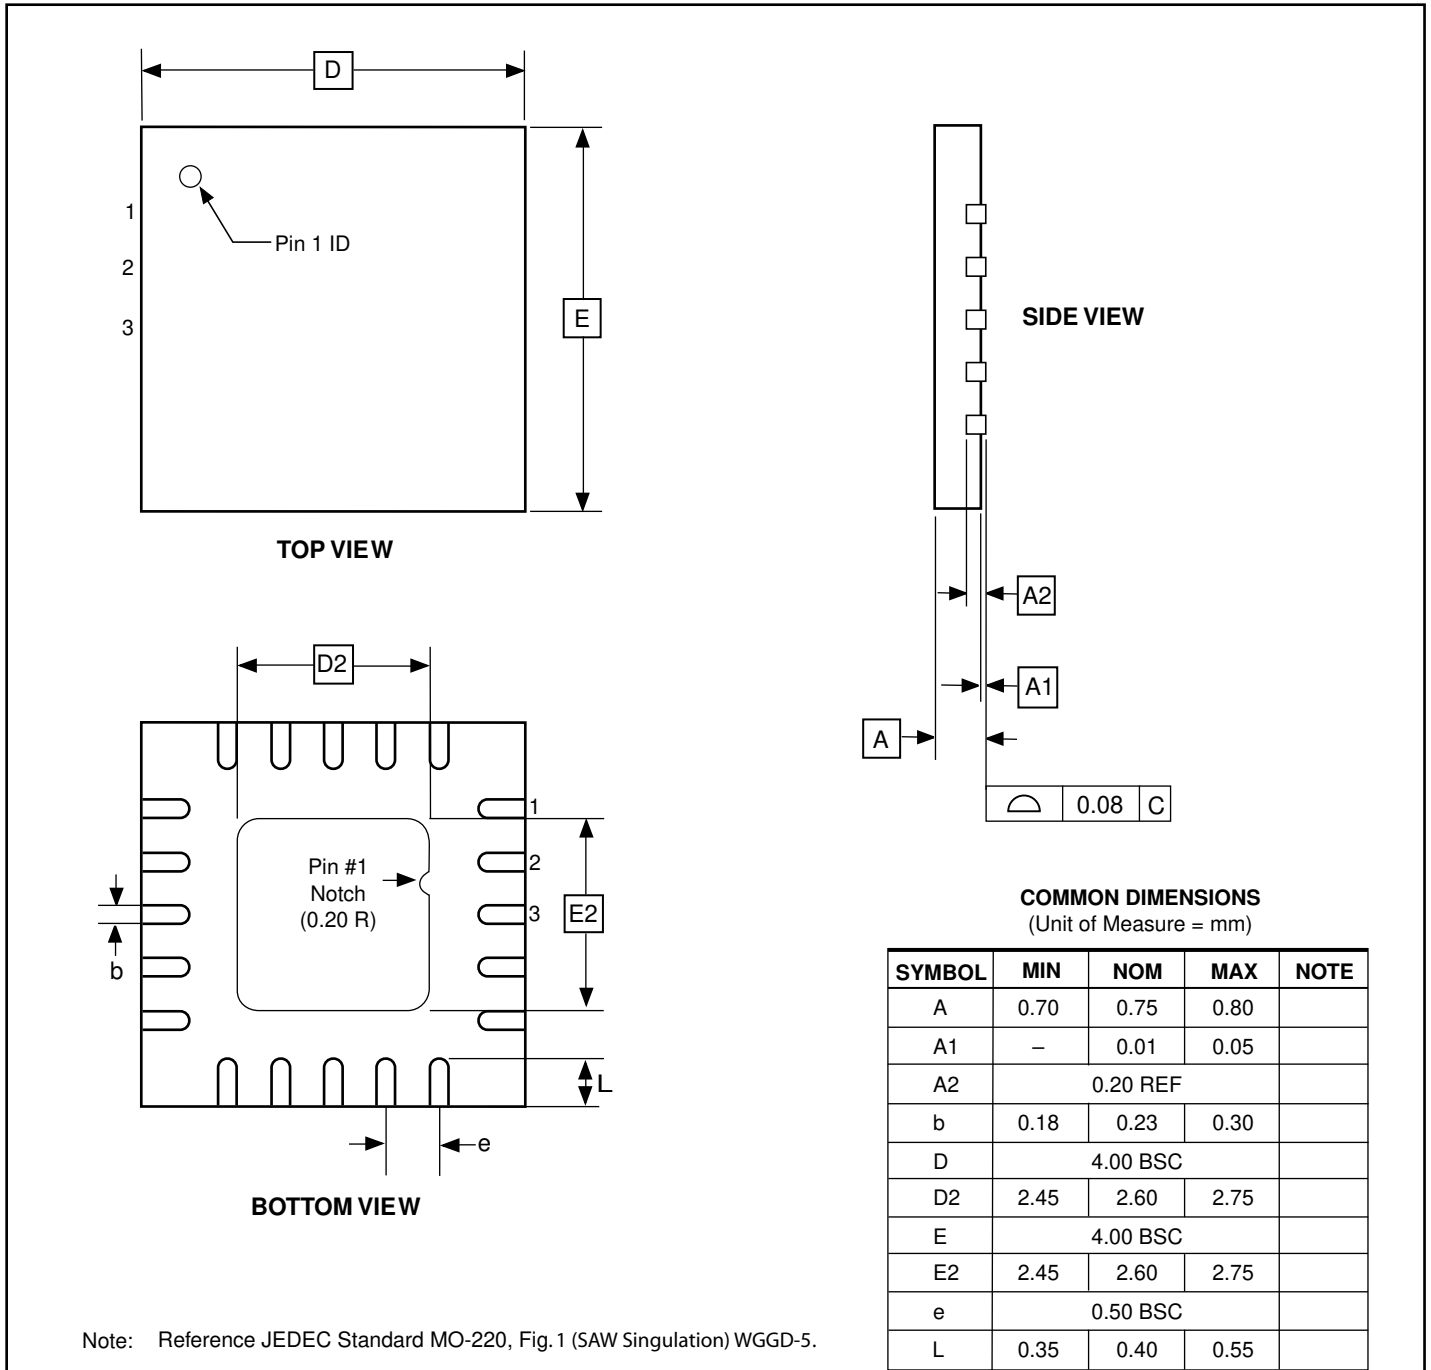 D
1
2
3
Pin 1 ID
E
TOP VIEW
SIDE VIEW
A2
A1
A
0.08 C
D2
1
2
3
Pin #1
Notch
(0.20 R)
E2
b
L
e
BOTTOM VIEW
COMMON DIMENSIONS
(Unit of Measure = mm)
SYMBOL MIN NOM MAX NOTE
A 0.70 0.75 0.80
A1 – 0.01 0.05
A2 0.20 REF
b 0.18 0.23 0.30
D 4.00 BSC
D2 2.45 2.60 2.75
E 4.00 BSC
E2 2.45 2.60 2.75
e 0.50 BSC
L 0.35 0.40 0.55
Note: Reference JEDEC Standard MO-220, Fig. 1 (SAW Singulation) WGGD-5.